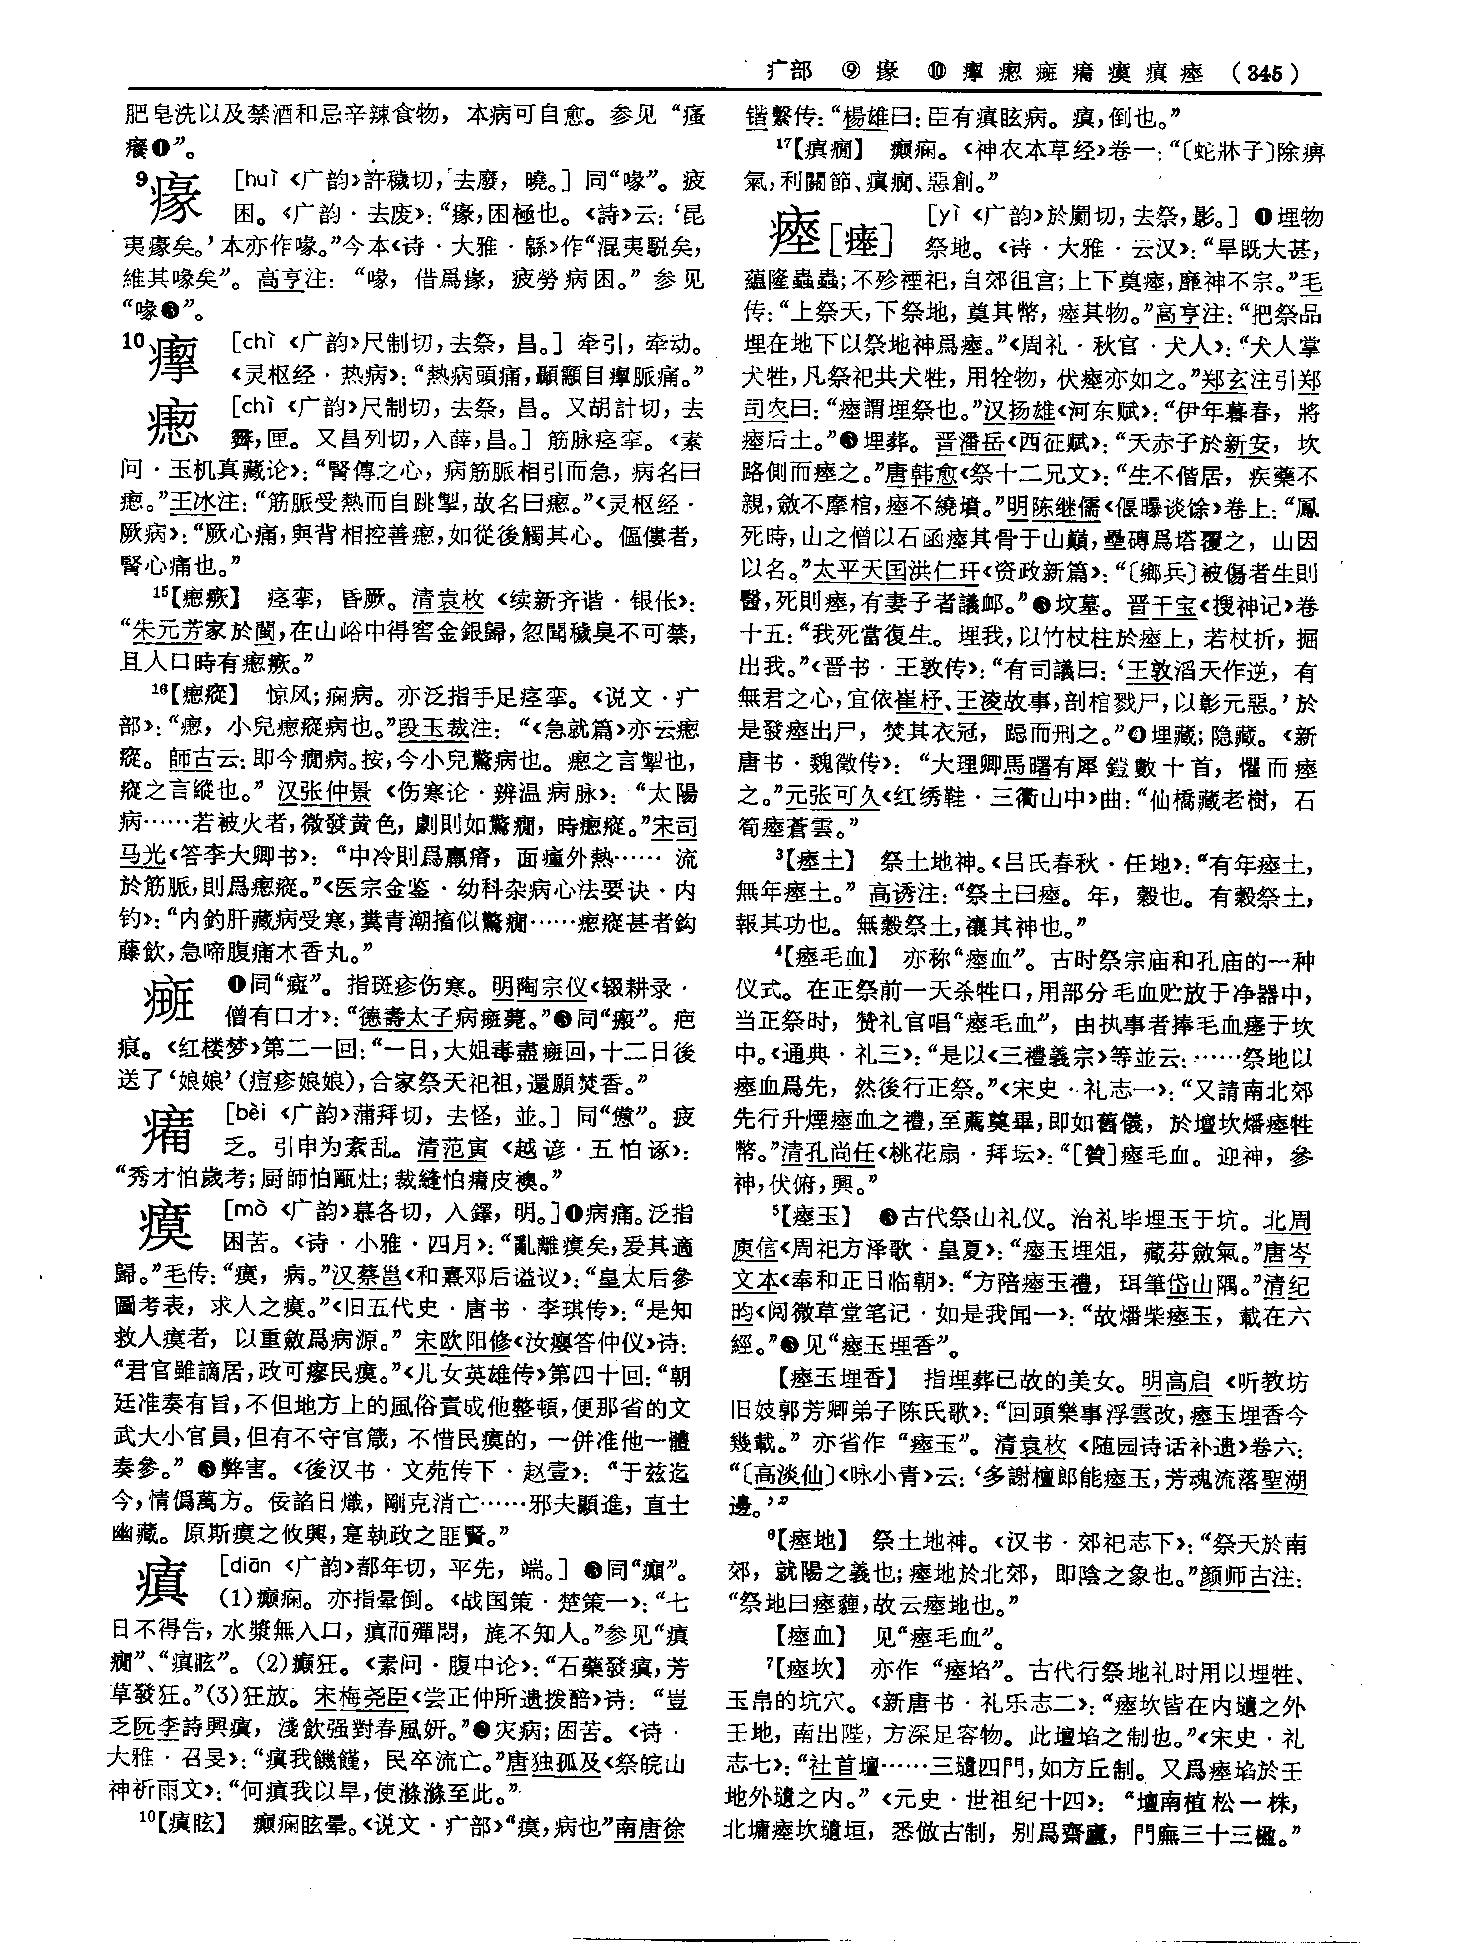 疒部 ⑨ 瘃 ⑩ 瘛 瘢 瘼 瘨 瘗 (345)
肥皂洗以及禁酒和忌辛辣食物，本病可自愈。参见“瘙
癢❶”。
9 㾯 [huì《广韵》許穢切，去廢，曉。] 同“喙”。疲
困。《广韵·去废》：“㾯，困極也。《詩》云：‘昆
夷㾯矣。’本亦作喙。”今本《诗·大雅·緜》作“混夷駾矣，
維其喙矣”。高亨注：“喙，借爲㾯，疲勞病困。”参见
“喙❸”。
10 [chì《广韵》尺制切，去祭，昌。] 牵引，牵动。
《灵枢经·热病》：“熱病頭痛，顳顬目瘈脈痛。”
瘛 [chì《广韵》尺制切，去祭，昌。又胡計切，去
霽，匣。又昌列切，入薛，昌。] 筋脉痉挛。《素
问·玉机真藏论》：“腎傳之心，病筋脈相引而急，病名曰
瘛。”王冰注：“筋脈受熱而自跳掣，故名曰瘛。”《灵枢经·
厥病》：“厥心痛，與背相控善瘛，如從後觸其心。傴僂者，
腎心痛也。”
15【瘛瘚】 痉挛，昏厥。清袁枚《续新齐谐·银伥》：
“朱元芳家於閩，在山峪中得窖金銀歸，忽聞穢臭不可禁，
且人口時有瘛瘚。”
16【瘛瘲】 惊风；痫病。亦泛指手足痉挛。《说文·疒
部》：“瘛，小兒瘛瘲病也。”段玉裁注：“《急就篇》亦云瘛
瘲。師古云：即今癇病。按，今小兒驚病也。瘛之言掣也，
瘲之言縱也。”汉张仲景《伤寒论·辨温病脉》：“太陽
病……若被火者，微發黄色，劇則如驚癇，時瘛瘲。”宋司
马光《答李大卿书》：“中冷則爲羸瘠，面瘇外熱……流
於筋脈，則爲瘛瘲。”《医宗金鉴·幼科杂病心法要诀·内
钓》：“内釣肝藏病受寒，糞青潮搐似驚癇……瘛瘲甚者鈎
藤飲，急啼腹痛木香丸。”
❶同“癍”。指斑疹伤寒。明陶宗仪《辍耕录·
僧有口才》：“德壽太子病㾦薨。”❷同“瘢”。疤
痕。《红楼梦》第二一回：“一日，大姐毒盡㾦回，十二日後
送了‘娘娘’（痘疹娘娘），合家祭天祀祖，還願焚香。”
㾱 [bèi《广韵》蒲拜切，去怪，並。] 同“憊”。疲
乏。引申为紊乱。清范寅《越谚·五怕诼》：
“秀才怕歲考；厨師怕甂灶；裁縫怕㾱皮襖。”
瘼 [mò《广韵》慕各切，入鐸，明。]❶病痛。泛指
困苦。《诗·小雅·四月》：“亂離瘼矣，爰其適
歸。”毛传：“瘼，病。”汉蔡邕《和熹邓后谥议》：“皇太后參
圖考表，求人之瘼。”《旧五代史·唐书·李琪传》：“是知
救人瘼者，以重斂爲病源。”宋欧阳修《汝瘿答仲仪》诗：
“君官雖謫居，政可瘳民瘼。”《儿女英雄传》第四十回：“朝
廷准奏有旨，不但地方上的風俗責成他整頓，便那省的文
武大小官員，但有不守官箴，不惜民瘼的，一併准他一體
奏參。”❷弊害。《後汉书·文苑传下·赵壹》：“于兹迄
今，情僞萬方。佞諂日熾，剛克消亡……邪夫顯進，直士
幽藏。原斯瘼之攸興，寔執政之匪賢。”
瘨 [diān《广韵》都年切，平先，端。] ❶同“癲”。
(1)癫痫。亦指晕倒。《战国策·楚策一》：“七
日不得告，水漿無入口，瘨而殫悶，旄不知人。”参见“瘨
癇”、“瘨眩”。(2)癫狂。《素问·腹中论》：“石藥發瘨，芳
草發狂。”(3)狂放。宋梅尧臣《尝正仲所遗拨醅》诗：“豈
乏阮李詩興瘨，淺飲强對春風妍。”❷灾病；困苦。《诗·
大雅·召旻》：“瘨我饑饉，民卒流亡。”唐独孤及《祭皖山
神祈雨文》：“何瘨我以旱，使滌滌至此。”
10【瘨眩】 癫痫眩晕。《说文·疒部》“瘼，病也”南唐徐
锴繫传：“楊雄曰：臣有瘨眩病。瘨，倒也。”
17【瘨癇】 癫痫。《神农本草经》卷一：“〔蛇牀子〕除痹
氣，利關節、瘨癇、惡創。”
瘞［瘗］ [yì《广韵》於罽切，去祭，影。] ❶埋物
祭地。《诗·大雅·云汉》：“旱既大甚，
藴隆蟲蟲；不殄禋祀，自郊徂宫；上下奠瘞，靡神不宗。”毛
传：“上祭天，下祭地，奠其幣，瘞其物。”高亨注：“把祭品
埋在地下以祭地神爲瘞。”《周礼·秋官·犬人》：“犬人掌
犬牲，凡祭祀共犬牲，用牷物，伏瘞亦如之。”郑玄注引郑
司农曰：“瘞謂埋祭也。”汉扬雄《河东赋》：“伊年暮春，將
瘞后土。”❷埋葬。晋潘岳《西征赋》：“夭赤子於新安，坎
路側而瘞之。”唐韩愈《祭十二兄文》：“生不偕居，疾藥不
親，斂不摩棺，瘞不繞墳。”明陈继儒《偃曝谈馀》卷上：“鳳
死時，山之僧以石函瘞其骨于山巔，壘磚爲塔覆之，山因
以名。”太平天囯洪仁玕《资政新篇》：“〔鄉兵〕被傷者生則
醫，死則瘞，有妻子者議卹。”❸坟墓。晋干宝《搜神记》卷
十五：“我死當復生。埋我，以竹杖柱於瘞上，若杖折，掘
出我。”《晋书·王敦传》：“有司議曰：‘王敦滔天作逆，有
無君之心，宜依崔杼、王淩故事，剖棺戮尸，以彰元惡。’於
是發瘞出尸，焚其衣冠，跽而刑之。”❹埋藏；隐藏。《新
唐书·魏徵传》：“大理卿馬曙有犀鎧數十首，懼而瘞
之。”元张可久《红绣鞋·三衢山中》曲：“仙橋藏老樹，石
筍瘞蒼雲。”
3【瘞土】 祭土地神。《吕氏春秋·任地》：“有年瘞土，
無年瘞土。”高诱注：“祭土曰瘞。年，穀也。有穀祭土，
報其功也。無穀祭土，禳其神也。”
4【瘞毛血】 亦称“瘞血”。古时祭宗庙和孔庙的一种
仪式。在正祭前一天杀牲口，用部分毛血贮放于净器中，
当正祭时，赞礼官唱“瘞毛血”，由执事者捧毛血瘞于坎
中。《通典·礼三》：“是以《三禮義宗》等並云：……祭地以
瘞血爲先，然後行正祭。”《宋史·礼志一》：“又請南北郊
先行升煙瘞血之禮，至薦奠畢，即如舊儀，於壇坎燔瘞牲
幣。”清孔尚任《桃花扇·拜坛》：“[贊]瘞毛血。迎神，參
神，伏俯，興。”
5【瘞玉】 ❶古代祭山礼仪。治礼毕埋玉于坑。北周
庾信《周祀方泽歌·皇夏》：“瘞玉埋俎，藏芬斂氣。”唐岑
文本《奉和正日临朝》：“方陪瘞玉禮，珥筆岱山隅。”清纪
昀《阅微草堂笔记·如是我闻一》：“故燔柴瘞玉，載在六
經。”❷见“瘞玉埋香”。
【瘞玉埋香】 指埋葬已故的美女。明高启《听教坊
旧妓郭芳卿弟子陈氏歌》：“回頭樂事浮雲改，瘞玉埋香今
幾載。”亦省作“瘞玉”。清袁枚《随园诗话补遗》卷六：
“〔高淡仙〕《咏小青》云：‘多謝檀郎能瘞玉，芳魂流落聖湖
邊。’”
6【瘞地】 祭土地神。《汉书·郊祀志下》：“祭天於南
郊，就陽之義也；瘞地於北郊，即陰之象也。”颜师古注：
“祭地曰瘞薶，故云瘞地也。”
【瘞血】 见“瘞毛血”。
7【瘞坎】 亦作“瘞埳”。古代行祭地礼时用以埋牲、
玉帛的坑穴。《新唐书·礼乐志二》：“瘞坎皆在内壝之外
壬地，南出陛，方深足容物。此壇埳之制也。”《宋史·礼
志七》：“社首壇……三壝四門，如方丘制。又爲瘞埳於壬
地外壝之内。”《元史·世祖纪十四》：“壇南植松一株，
北墉瘞坎壝垣，悉倣古制，别爲齋廬，門廡三十三楹。”